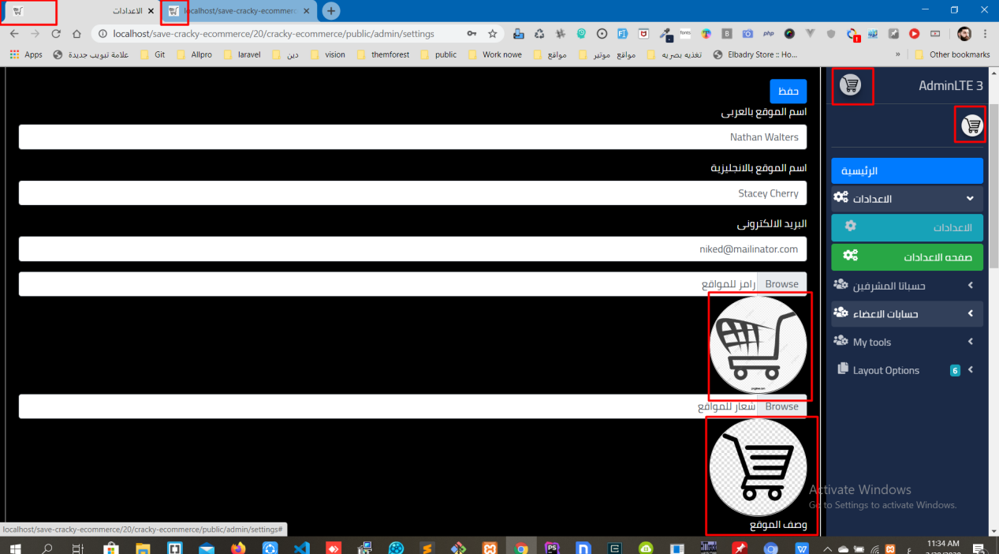 الاعدادات
localhost/save-cracky-ecommerc
localhost/save-cracky-ecommerce/20/cracky-ecommerce/public/admin/settings
fonts
php
Apps
علامة تبويب جديدة
Git
Allpro
laravel
دين
vision
themforest
public
Work nowe
مواقع
مواقع موتير
تغذيه بصريه
Elbadry Store :: Ho...
»
Other bookmarks
AdminLTE 3
حفظ
اسم الموقع بالعربى
Nathan Walters
اسم الموقع بالانجليزية
Stacey Cherry
البريد الالكترونى
niked@mailinator.com
Browse
رامز للمواقع
Browse
شعار للمواقع
وصف الموقع
الرئيسية
الاعدادات
الاعدادات
صفحه الاعدادات
حسباتا المشرفين
حسابات الاعضاء
My tools
Layout Options
6
Activate Windows
Go to Settings to activate Windows.
localhost/save-cracky-ecommerce/20/cracky-ecommerce/public/admin/settings#
ع
11:34 AM